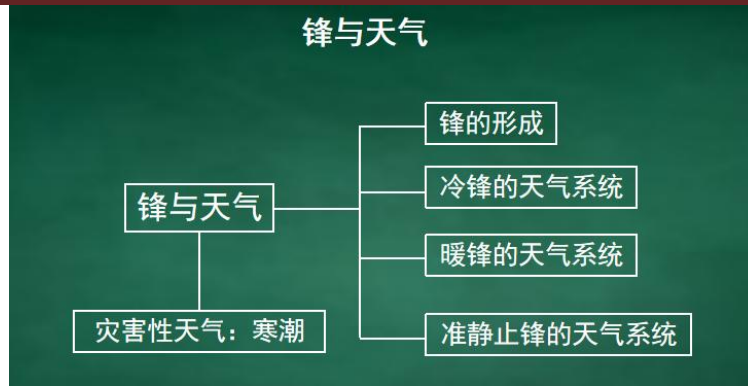 锋与天气
锋的形成
冷锋的天气系统
锋与天气
暖锋的天气系统
灾害性天气：寒潮
准静止锋的天气系统